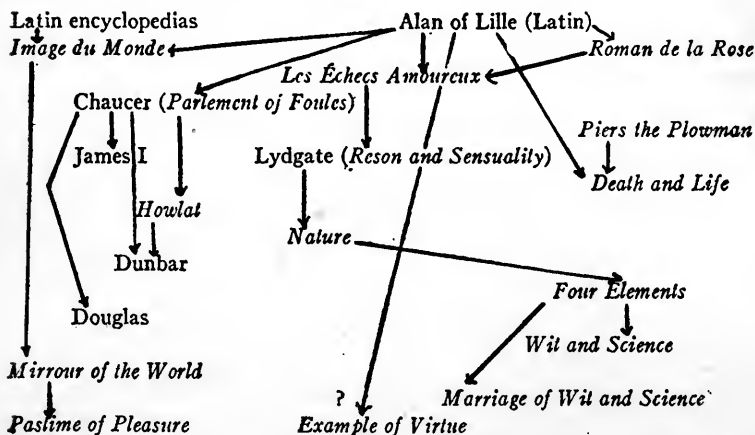 Latin encyclopedias Alan of Lille (Latin)
Image du Monde Roman de la Rose
Les Échecs Amoureux
Chaucer (Parlement of Foules)
Piers the Plowman
James I Lydgate (Reson and Sensuality)
Death and Life
Howlat
Nature
Dunbar
Four Elements
Douglas
Wit and Science
Mirrour of the World
? Marriage of Wit and Science
Pastime of Pleasure Example of Virtue